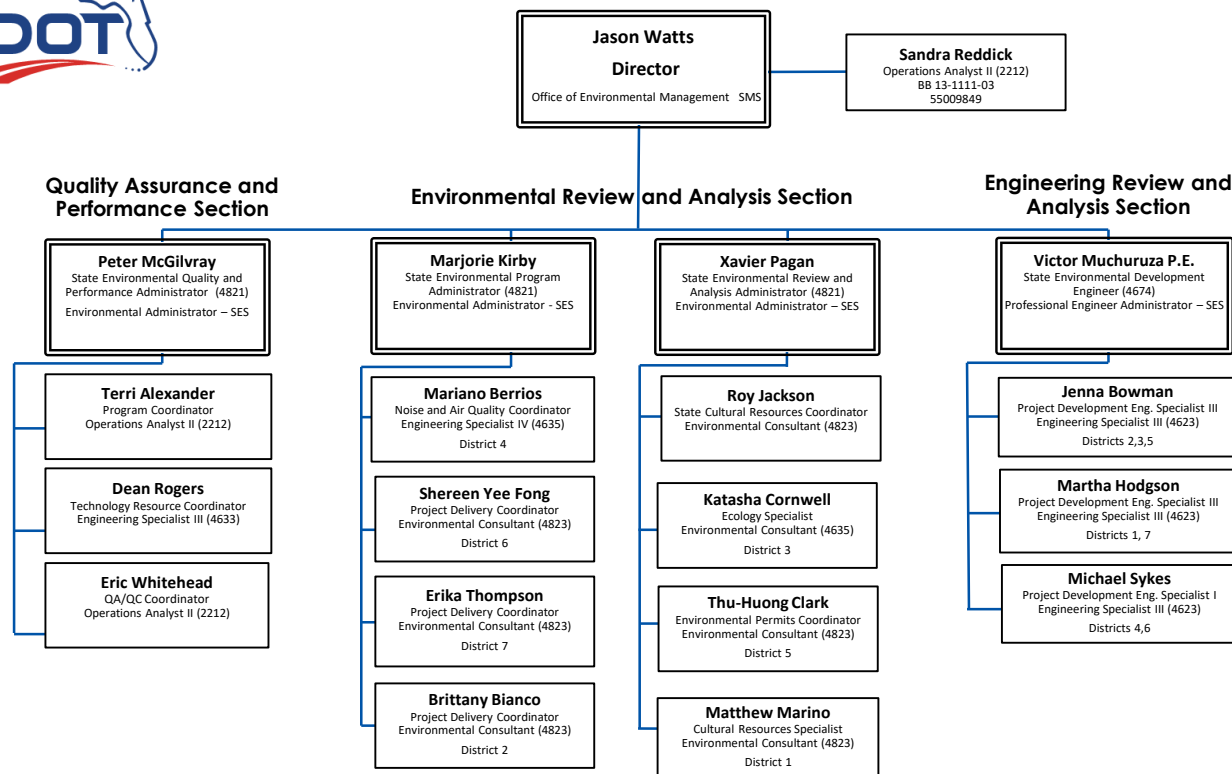 DOT
Jason Watts
Director
Office of Environmental Management SMS
Sandra Reddick
Operations Analyst II (2212)
BB 13-1111-03
55009849
Quality Assurance and
Performance Section
Environmental Review and Analysis Section
Engineering Review and
Analysis Section
Peter McGilvray
State Environmental Quality and
Performance Administrator (4821)
Environmental Administrator – SES
Marjorie Kirby
State Environmental Program
Administrator (4821)
Environmental Administrator - SES
Xavier Pagan
State Environmental Review and
Analysis Administrator (4821)
Environmental Administrator – SES
Victor Muchuruza P.E.
State Environmental Development
Engineer (4674)
Professional Engineer Administrator – SES
Terri Alexander
Program Coordinator
Operations Analyst II (2212)
Dean Rogers
Technology Resource Coordinator
Engineering Specialist III (4633)
Eric Whitehead
QA/QC Coordinator
Operations Analyst II (2212)
Mariano Berrios
Noise and Air Quality Coordinator
Engineering Specialist IV (4635)
District 4
Shereen Yee Fong
Project Delivery Coordinator
Environmental Consultant (4823)
District 6
Erika Thompson
Project Delivery Coordinator
Environmental Consultant (4823)
District 7
Brittany Bianco
Project Delivery Coordinator
Environmental Consultant (4823)
District 2
Roy Jackson
State Cultural Resources Coordinator
Environmental Consultant (4823)
Katasha Cornwell
Ecology Specialist
Environmental Consultant (4635)
District 3
Thu-Huong Clark
Environmental Permits Coordinator
Environmental Consultant (4823)
District 5
Matthew Marino
Cultural Resources Specialist
Environmental Consultant (4823)
District 1
Jenna Bowman
Project Development Eng. Specialist III
Engineering Specialist III (4623)
Districts 2,3,5
Martha Hodgson
Project Development Eng. Specialist III
Engineering Specialist III (4623)
Districts 1, 7
Michael Sykes
Project Development Eng. Specialist I
Engineering Specialist III (4623)
Districts 4,6